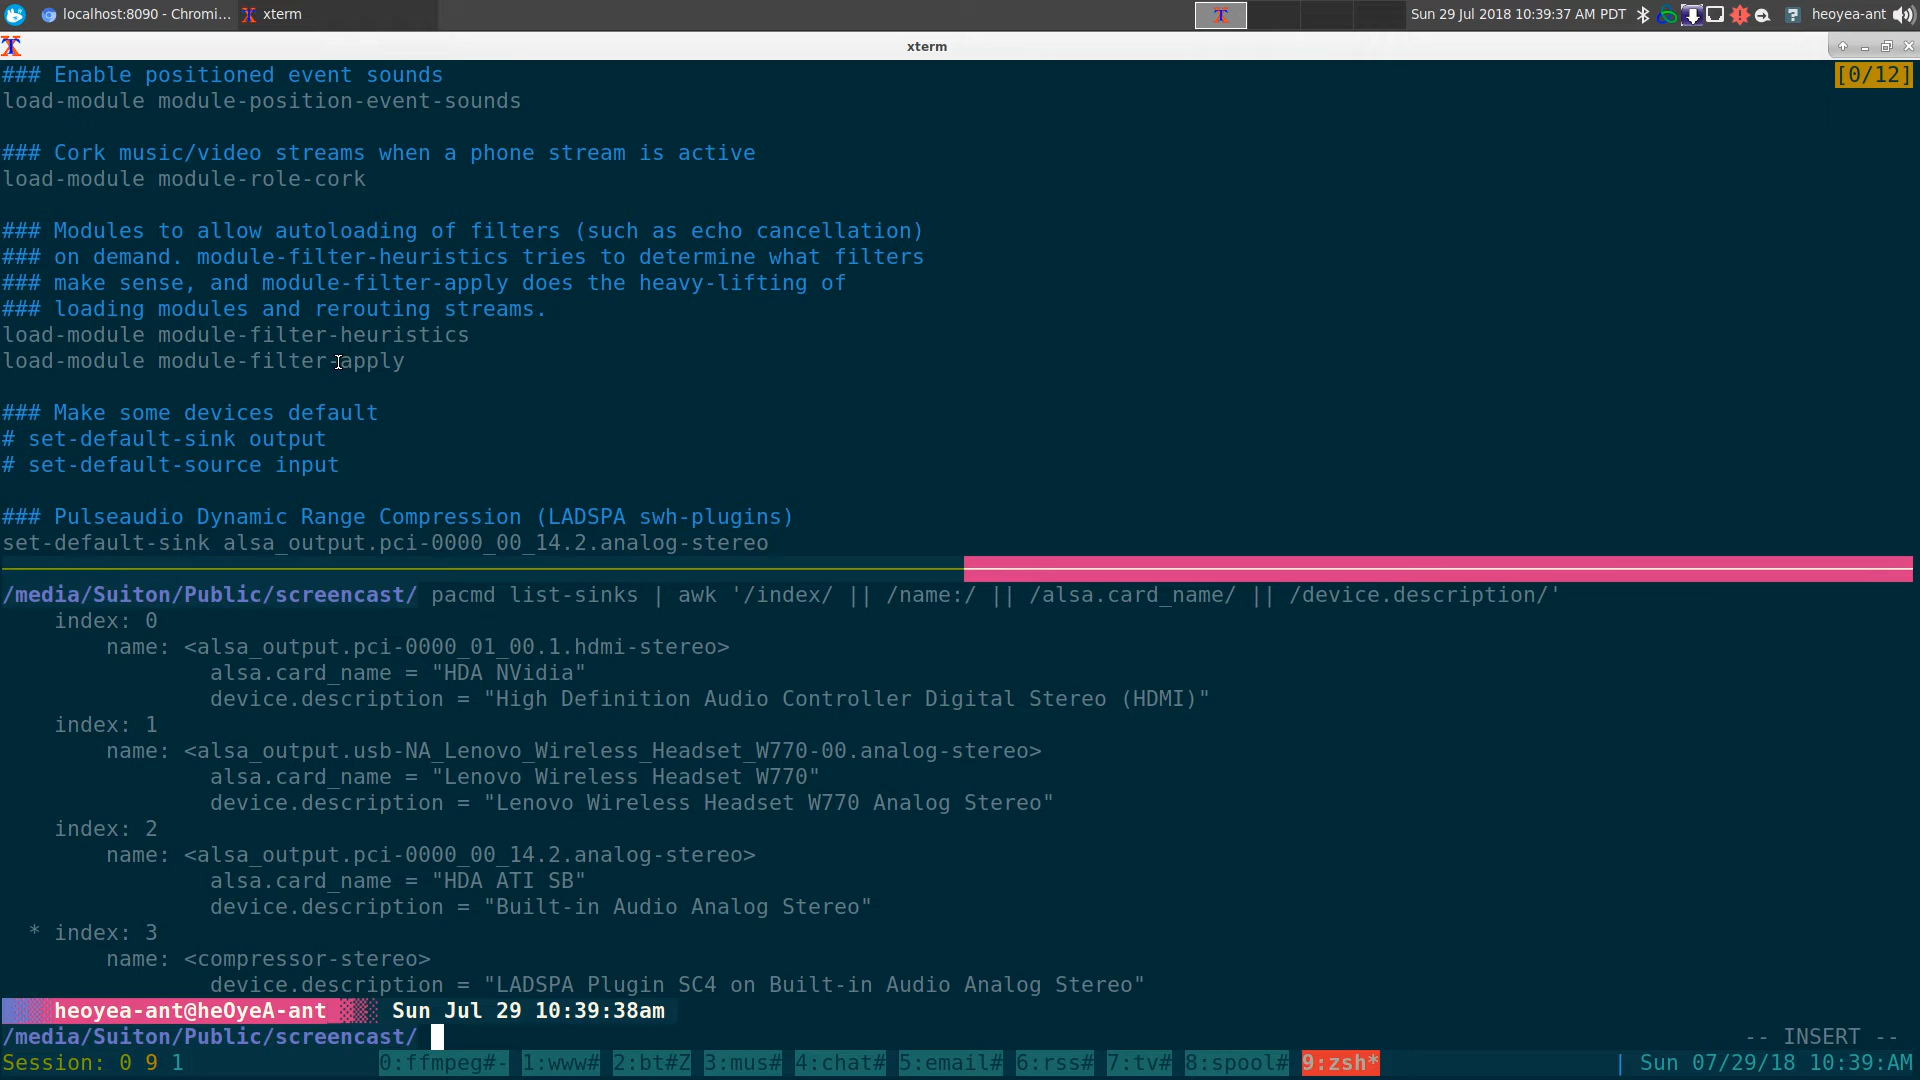 localhost:8090 - Chromi... xterm Sun 29 Jul 2018 10:39:37 AM PDT heoyea-ant
xterm
### Enable positioned event sounds [0/12]
load-module module-position-event-sounds
### Cork music/video streams when a phone stream is active
load-module module-role-cork
### Modules to allow autoloading of filters (such as echo cancellation)
### on demand. module-filter-heuristics tries to determine what filters
### make sense, and module-filter-apply does the heavy-lifting of
### loading modules and rerouting streams.
load-module module-filter-heuristics
load-module module-filter-apply
### Make some devices default
# set-default-sink output
# set-default-source input
### Pulseaudio Dynamic Range Compression (LADSPA swh-plugins)
set-default-sink alsa_output.pci-0000_00_14.2.analog-stereo
/media/Suiton/Public/screencast/ pacmd list-sinks | awk '/index/ || /name:/ || /alsa.card_name/ || /device.description/'
index: 0
name: <alsa_output.pci-0000_01_00.1.hdmi-stereo>
alsa.card_name = "HDA NVidia"
device.description = "High Definition Audio Controller Digital Stereo (HDMI)"
index: 1
name: <alsa_output.usb-NA_Lenovo_Wireless_Headset_W770-00.analog-stereo>
alsa.card_name = "Lenovo Wireless Headset W770"
device.description = "Lenovo Wireless Headset W770 Analog Stereo"
index: 2
name: <alsa_output.pci-0000_00_14.2.analog-stereo>
alsa.card_name = "HDA ATI SB"
device.description = "Built-in Audio Analog Stereo"
* index: 3
name: <compressor-stereo>
device.description = "LADSPA Plugin SC4 on Built-in Audio Analog Stereo"
heoyea-ant@heOyeA-ant Sun Jul 29 10:39:38am
/media/Suiton/Public/screencast/ -- INSERT --
Session: 0 9 1 0:ffmpeg#- 1:www# 2:bt#Z 3:mus# 4:chat# 5:email# 6:rss# 7:tv# 8:spool# 9:zsh* | Sun 07/29/18 10:39:AM